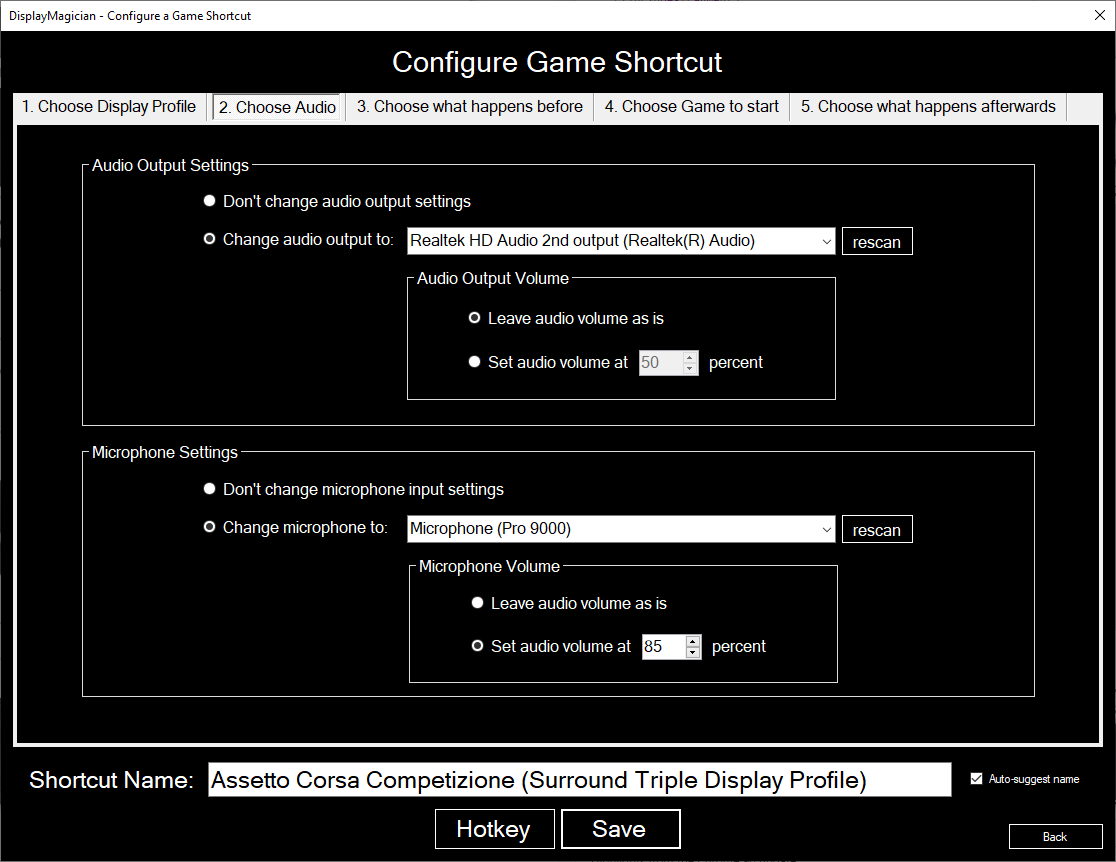 DisplayMagician - Configure a Game Shortcut
Configure Game Shortcut
1. Choose Display Profile 2. Choose Audio 3. Choose what happens before 4. Choose Game to start 5. Choose what happens afterwards
Audio Output Settings
Don't change audio output settings
Change audio output to: Realtek HD Audio 2nd output (Realtek(R) Audio) rescan
Audio Output Volume
Leave audio volume as is
Set audio volume at 50 percent
Microphone Settings
Don't change microphone input settings
Change microphone to: Microphone (Pro 9000) rescan
Microphone Volume
Leave audio volume as is
Set audio volume at 85 percent
Shortcut Name: Assetto Corsa Competizione (Surround Triple Display Profile) Auto-suggest name
Hotkey Save
Back